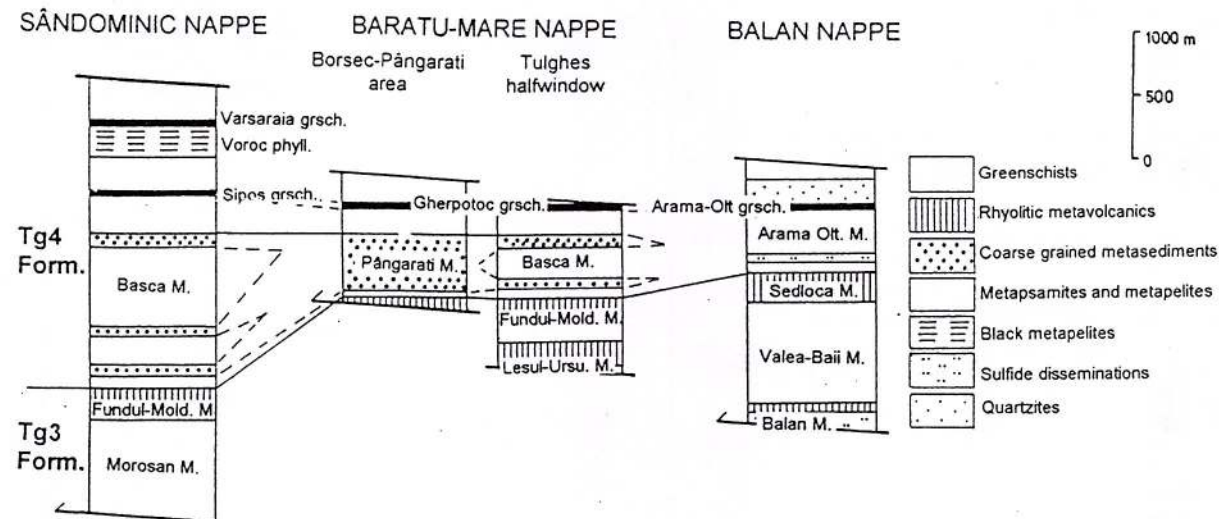 SÂNDOMINIC NAPPE
BARATU-MARE NAPPE
BALAN NAPPE
Borsec-Pângarati
area
Tulghes
halfwindow
1000 m
500
0
Varsaraia grsch.
Voroc phyll.
Sipos grsch.
Gherpotoc grsch.
Arama-Olt grsch.
Tg4
Form.
Basca M.
Pângarati M.
Basca M.
Arama Olt. M.
Sedloca M.
Fundul-Mold. M
Fundul-Mold. M.
Lesul-Ursu. M.
Valea-Baii M.
Balan M.
Tg3
Form.
Morosan M.
Greenschists
Rhyolitic metavolcanics
Coarse grained metasediments
Metapsamites and metapelites
Black metapelites
Sulfide disseminations
Quartzites